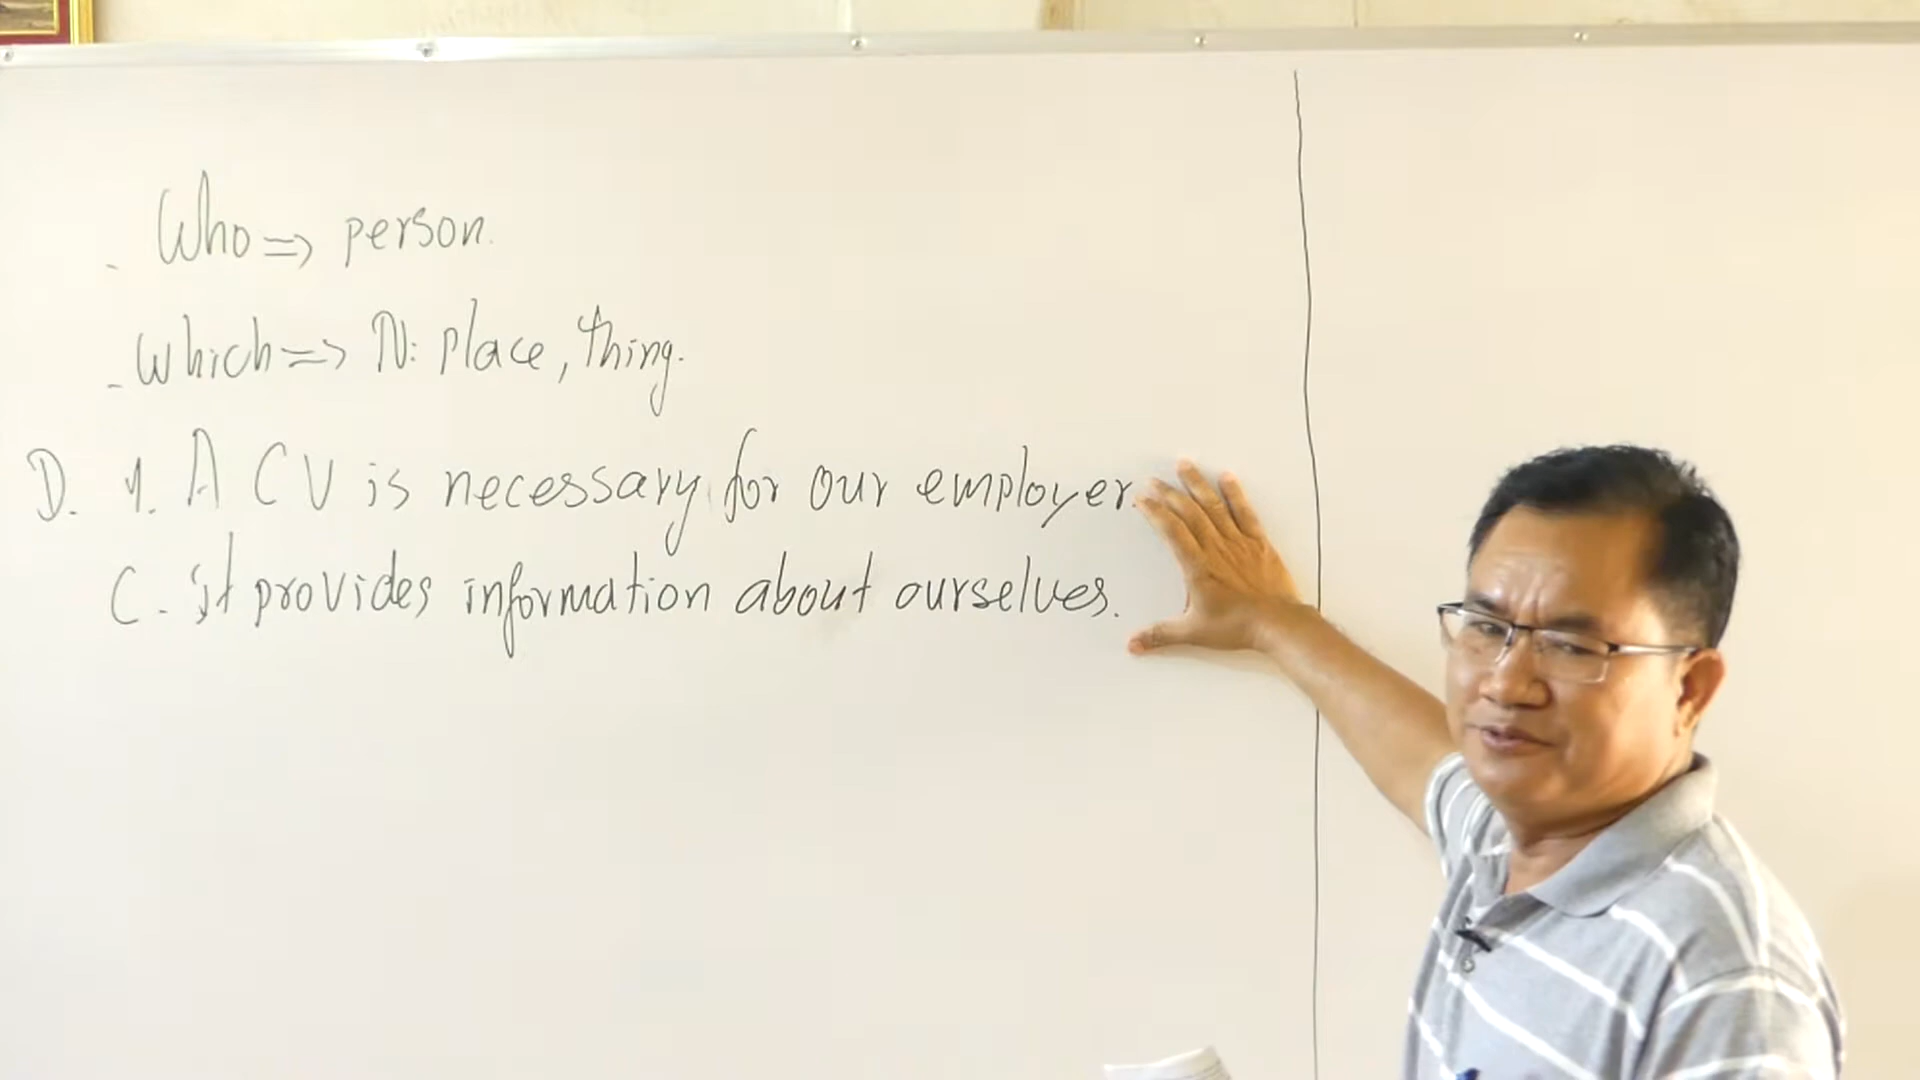 - Who => person.
- Which => N: place, thing.
D. 1. A CV is necessary for our employer.
C. it provides information about ourselves.